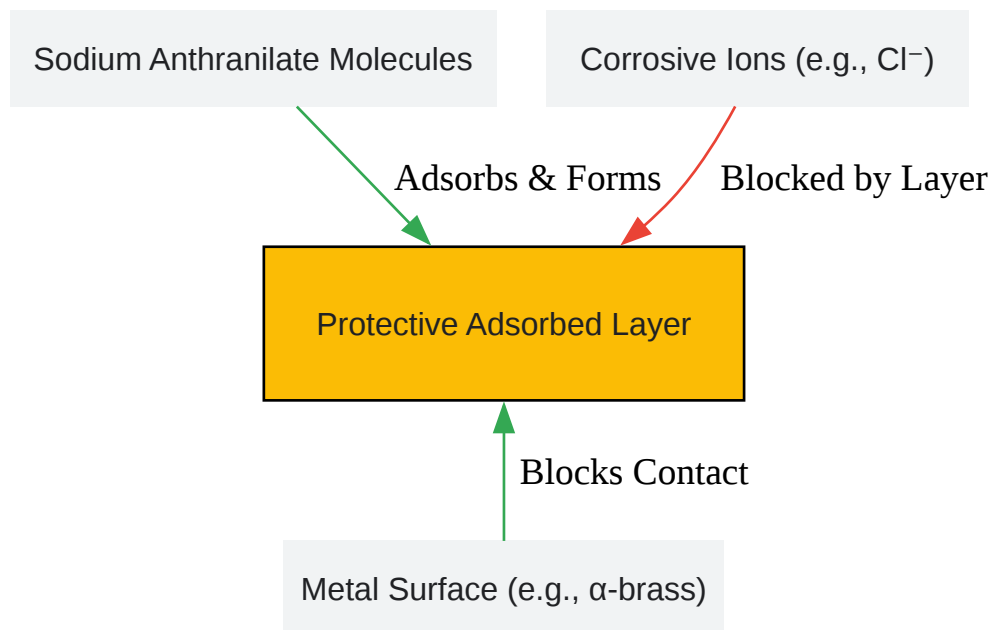 Sodium Anthranilate Molecules
Corrosive Ions (e.g., Cl⁻)
Adsorbs & Forms
Blocked by Layer
Protective Adsorbed Layer
Blocks Contact
Metal Surface (e.g., α-brass)